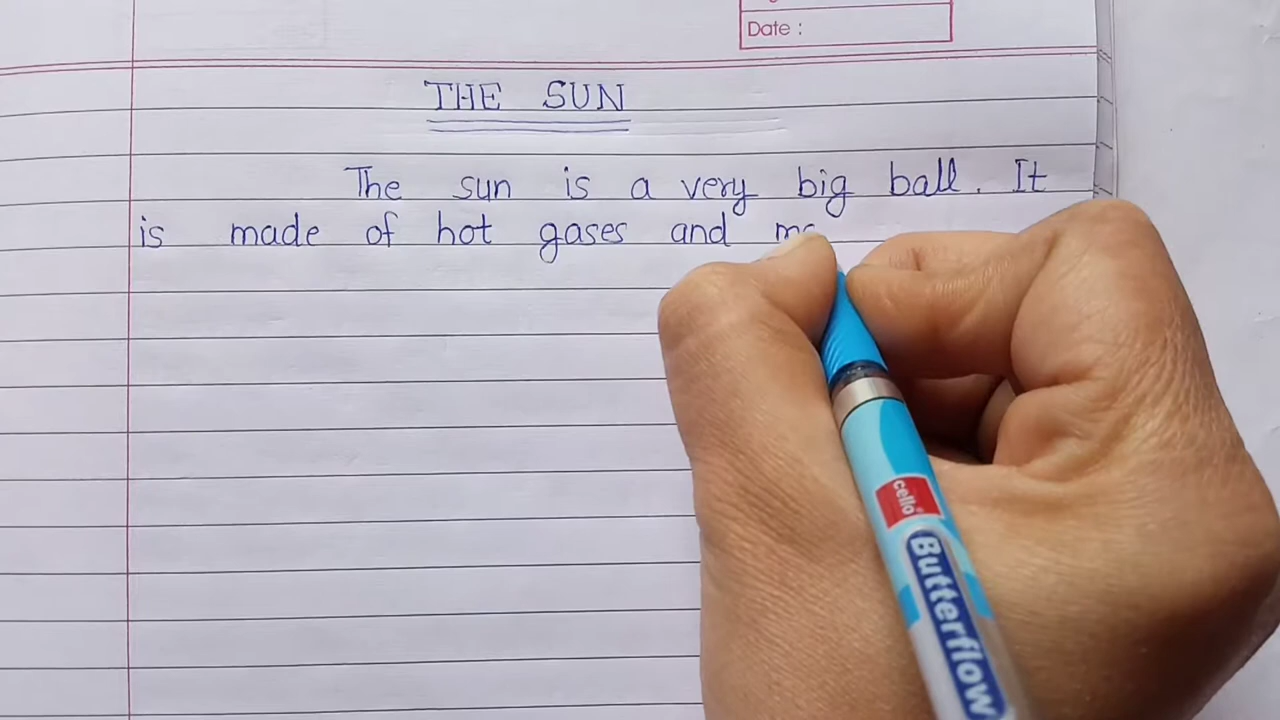 Date :
THE SUN
The sun is a very big ball. It
is made of hot gases and
cello
Butterflow